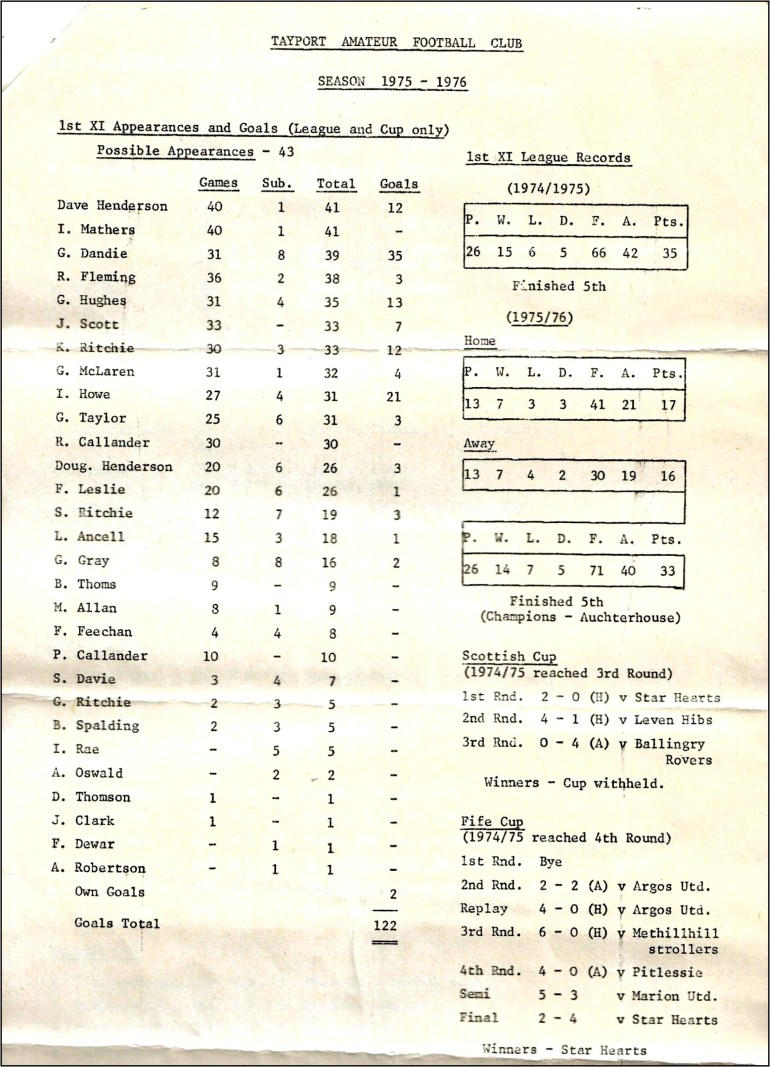 TAYPORT AMATEUR FOOTBALL CLUB
SEASON 1975 - 1976
1st XI Appearances and Goals (League and Cup only)
Possible Appearances - 43
Games Sub. Total Goals
Dave Henderson 40 1 41 12
I. Mathers 40 1 41 -
G. Dandie 31 8 39 35
R. Fleming 36 2 38 3
G. Hughes 31 4 35 13
J. Scott 33 - 33 7
K. Ritchie 30 3 33 12
G. McLaren 31 1 32 4
I. Howe 27 4 31 21
G. Taylor 25 6 31 3
R. Callander 30 -- 30 -
Doug. Henderson 20 6 26 3
F. Leslie 20 6 26 1
S. Ritchie 12 7 19 3
L. Ancell 15 3 18 1
G. Gray 8 8 16 2
B. Thoms 9 - 9 -
M. Allan 8 1 9 -
F. Feechan 4 4 8 -
P. Callander 10 - 10 -
S. Davie 3 4 7 -
G. Ritchie 2 3 5 -
B. Spalding 2 3 5 -
I. Rae - 5 5 -
A. Oswald - 2 2 -
D. Thomson 1 - 1 -
J. Clark 1 - 1 -
F. Dewar - 1 1 -
A. Robertson - 1 1 -
Own Goals 2
Goals Total 122
1st XI League Records
(1974/1975)
P. W. L. D. F. A. Pts.
26 15 6 5 66 42 35
Finished 5th
(1975/76)
Home
P. W. L. D. F. A. Pts.
13 7 3 3 41 21 17
Away
13 7 4 2 30 19 16
P. W. L. D. F. A. Pts.
26 14 7 5 71 40 33
Finished 5th
(Champions - Auchterhouse)
Scottish Cup
(1974/75 reached 3rd Round)
1st Rnd. 2 - 0 (H) v Star Hearts
2nd Rnd. 4 - 1 (H) v Leven Hibs
3rd Rnd. 0 - 4 (A) v Ballingry
Rovers
Winners - Cup withheld.
Fife Cup
(1974/75 reached 4th Round)
1st Rnd. Bye
2nd Rnd. 2 - 2 (A) v Argos Utd.
Replay 4 - 0 (H) v Argos Utd.
3rd Rnd. 6 - 0 (H) v Methillhill
strollers
4th Rnd. 4 - 0 (A) v Pitlessie
Semi 5 - 3 v Marion Utd.
Final 2 - 4 v Star Hearts
Winners - Star Hearts